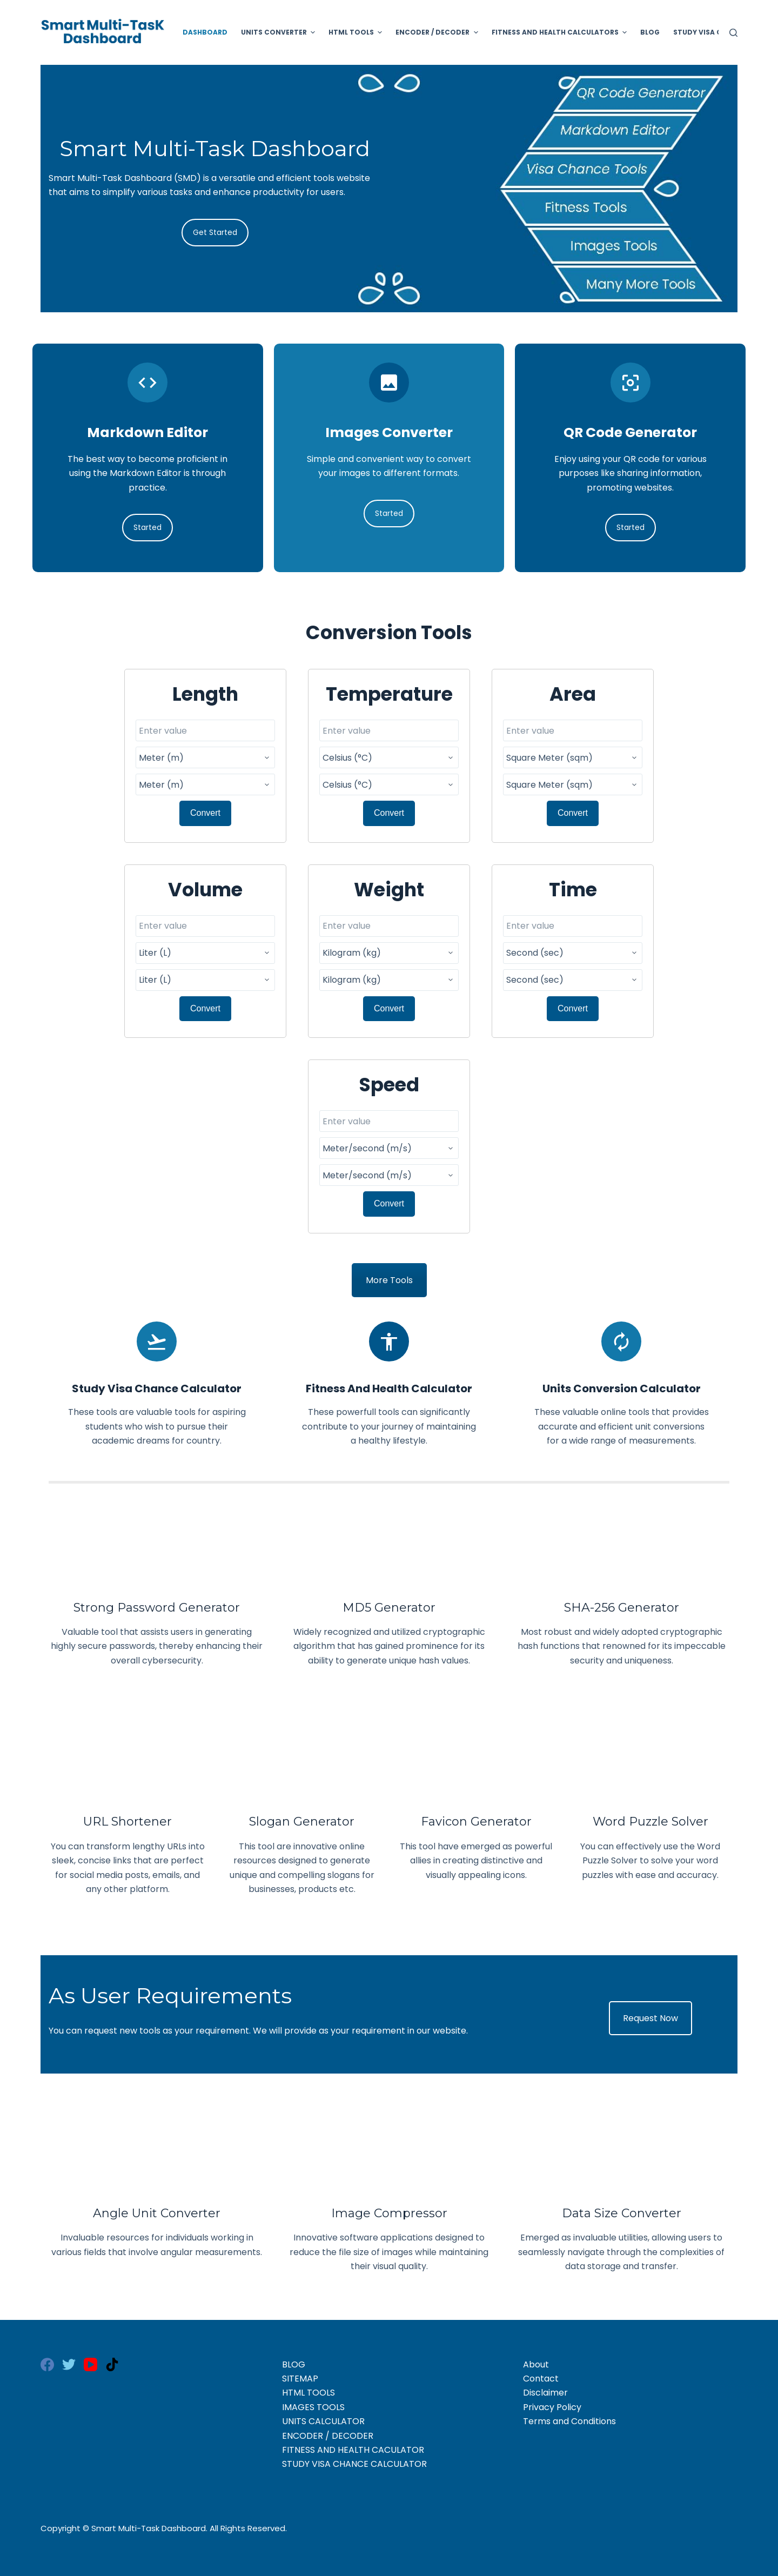 Smart Multi-TasK
Dashboard
DASHBOARD
UNITS CONVERTER
HTML TOOLS
ENCODER / DECODER
FITNESS AND HEALTH CALCULATORS
BLOG
STUDY VISA
Smart Multi-Task Dashboard
Smart Multi-Task Dashboard (SMD) is a versatile and efficient tools website
that aims to simplify various tasks and enhance productivity for users.
Get Started
QR Code Generator
Markdown Editor
Visa Chance Tools
Fitness Tools
Images Tools
Many More Tools
Markdown Editor
The best way to become proficient in
using the Markdown Editor is through
practice.
Started
Images Converter
Simple and convenient way to convert
your images to different formats.
Started
QR Code Generator
Enjoy using your QR code for various
purposes like sharing information,
promoting websites.
Started
Conversion Tools
Length
Enter value
Meter (m)
Meter (m)
Convert
Temperature
Enter value
Celsius (°C)
Celsius (°C)
Convert
Area
Enter value
Square Meter (sqm)
Square Meter (sqm)
Convert
Volume
Enter value
Liter (L)
Liter (L)
Convert
Weight
Enter value
Kilogram (kg)
Kilogram (kg)
Convert
Time
Enter value
Second (sec)
Second (sec)
Convert
Speed
Enter value
Meter/second (m/s)
Meter/second (m/s)
Convert
More Tools
Study Visa Chance Calculator
These tools are valuable tools for aspiring
students who wish to pursue their
academic dreams for country.
Fitness And Health Calculator
These powerfull tools can significantly
contribute to your journey of maintaining
a healthy lifestyle.
Units Conversion Calculator
These valuable online tools that provides
accurate and efficient unit conversions
for a wide range of measurements.
Strong Password Generator
Valuable tool that assists users in generating
highly secure passwords, thereby enhancing their
overall cybersecurity.
MD5 Generator
Widely recognized and utilized cryptographic
algorithm that has gained prominence for its
ability to generate unique hash values.
SHA-256 Generator
Most robust and widely adopted cryptographic
hash functions that renowned for its impeccable
security and uniqueness.
URL Shortener
You can transform lengthy URLs into
sleek, concise links that are perfect
for social media posts, emails, and
any other platform.
Slogan Generator
This tool are innovative online
resources designed to generate
unique and compelling slogans for
businesses, products etc.
Favicon Generator
This tool have emerged as powerful
allies in creating distinctive and
visually appealing icons.
Word Puzzle Solver
You can effectively use the Word
Puzzle Solver to solve your word
puzzles with ease and accuracy.
As User Requirements
You can request new tools as your requirement. We will provide as your requirement in our website.
Request Now
Angle Unit Converter
Invaluable resources for individuals working in
various fields that involve angular measurements.
Image Compressor
Innovative software applications designed to
reduce the file size of images while maintaining
their visual quality.
Data Size Converter
Emerged as invaluable utilities, allowing users to
seamlessly navigate through the complexities of
data storage and transfer.
BLOG
SITEMAP
HTML TOOLS
IMAGES TOOLS
UNITS CALCULATOR
ENCODER / DECODER
FITNESS AND HEALTH CACULATOR
STUDY VISA CHANCE CALCULATOR
About
Contact
Disclaimer
Privacy Policy
Terms and Conditions
Copyright © Smart Multi-Task Dashboard. All Rights Reserved.